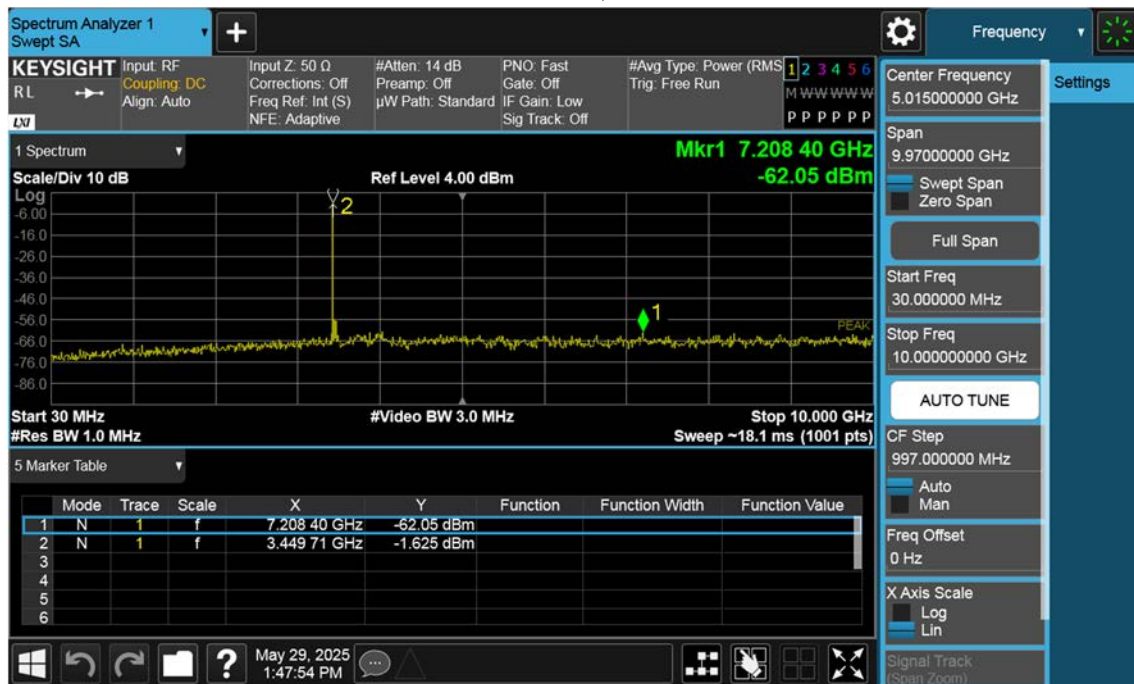 Spectrum Analyzer 1
Swept SA
+
Frequency
KEYSIGHT
RL
LXI
Input: RF
Coupling: DC
Align: Auto
Input Z: 50 Ω
Corrections: Off
Freq Ref: Int (S)
NFE: Adaptive
#Atten: 14 dB
Preamp: Off
µW Path: Standard
PNO: Fast
Gate: Off
IF Gain: Low
Sig Track: Off
#Avg Type: Power (RMS
Trig: Free Run
1 2 3 4 5 6
M W W W W W
P P P P P P
1 Spectrum
Mkr1 7.208 40 GHz
-62.05 dBm
Scale/Div 10 dB
Ref Level 4.00 dBm
Log
-6.00
-16.0
-26.0
-36.0
-46.0
-56.0
-66.0
-76.0
-86.0
2
1
PEAK
Start 30 MHz
#Video BW 3.0 MHz
Stop 10.000 GHz
#Res BW 1.0 MHz
Sweep ~18.1 ms (1001 pts)
5 Marker Table
Mode Trace Scale X Y Function Function Width Function Value
1 N 1 f 7.208 40 GHz -62.05 dBm
2 N 1 f 3.449 71 GHz -1.625 dBm
3
4
5
6
?
May 29, 2025
1:47:54 PM
Center Frequency
5.015000000 GHz
Settings
Span
9.97000000 GHz
Swept Span
Zero Span
Full Span
Start Freq
30.000000 MHz
Stop Freq
10.000000000 GHz
AUTO TUNE
CF Step
997.000000 MHz
Auto
Man
Freq Offset
0 Hz
X Axis Scale
Log
Lin
Signal Track
(Span Zoom)